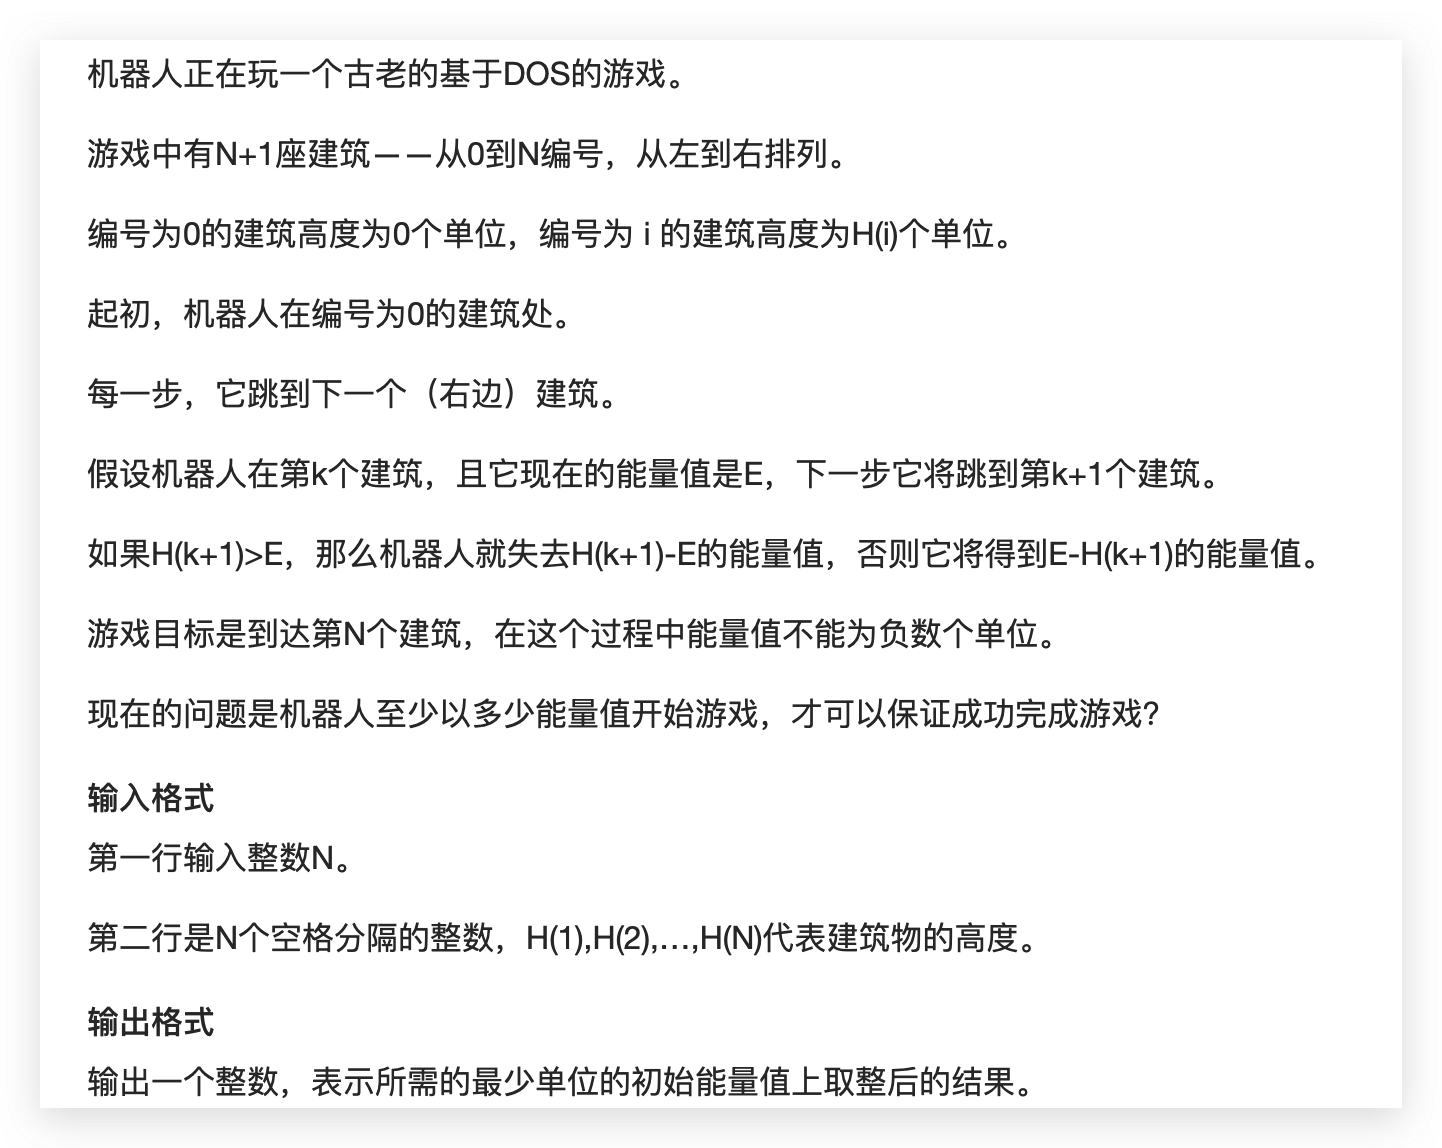 机器人正在玩一个古老的基于DOS的游戏。
游戏中有N+1座建筑——从0到N编号，从左到右排列。
编号为0的建筑高度为0个单位，编号为 i 的建筑高度为H(i)个单位。
起初，机器人在编号为0的建筑处。
每一步，它跳到下一个（右边）建筑。
假设机器人在第k个建筑，且它现在的能量值是E，下一步它将跳到第k+1个建筑。
如果H(k+1)>E，那么机器人就失去H(k+1)-E的能量值，否则它将得到E-H(k+1)的能量值。
游戏目标是到达第N个建筑，在这个过程中能量值不能为负数个单位。
现在的问题是机器人至少以多少能量值开始游戏，才可以保证成功完成游戏？
输入格式
第一行输入整数N。
第二行是N个空格分隔的整数，H(1),H(2),…,H(N)代表建筑物的高度。
输出格式
输出一个整数，表示所需的最少单位的初始能量值上取整后的结果。